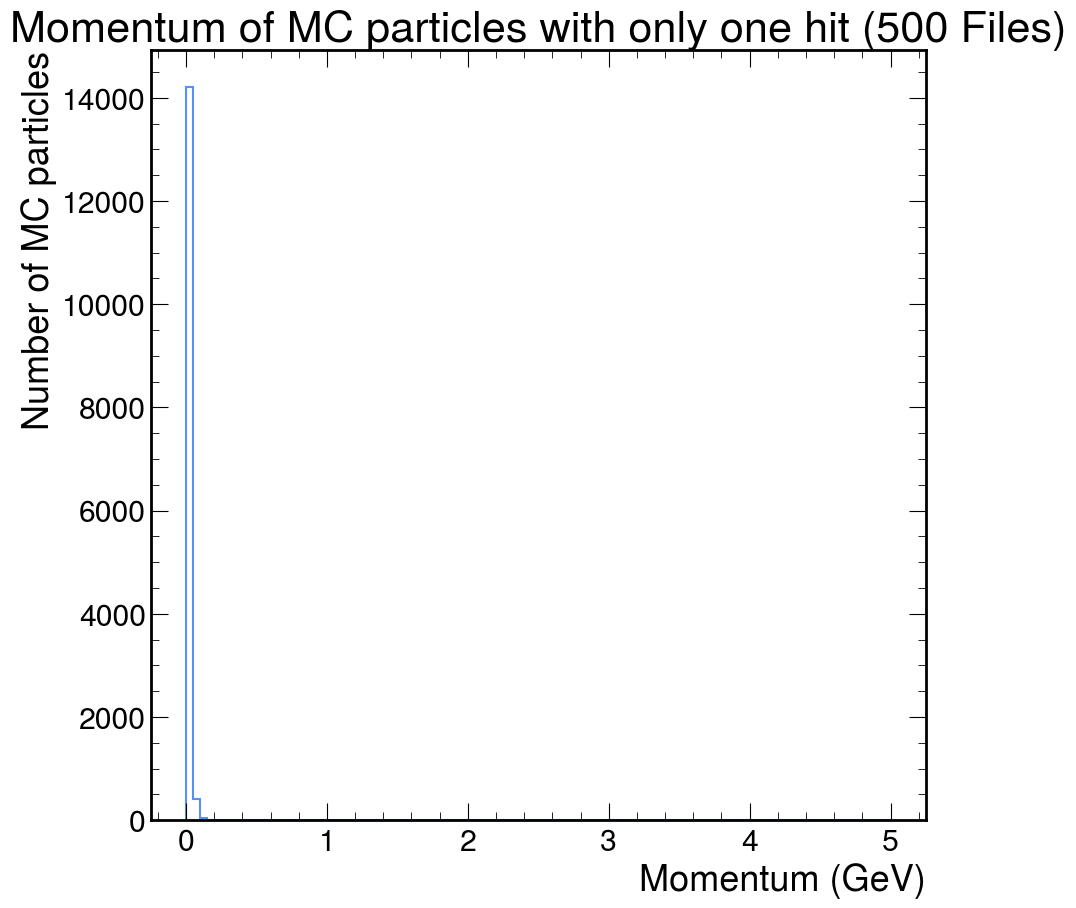 Momentum of MC particles with only one hit (500 Files)
Number of MC particles
14000
12000
10000
8000
6000
4000
2000
0
0 1 2 3 4 5
Momentum (GeV)